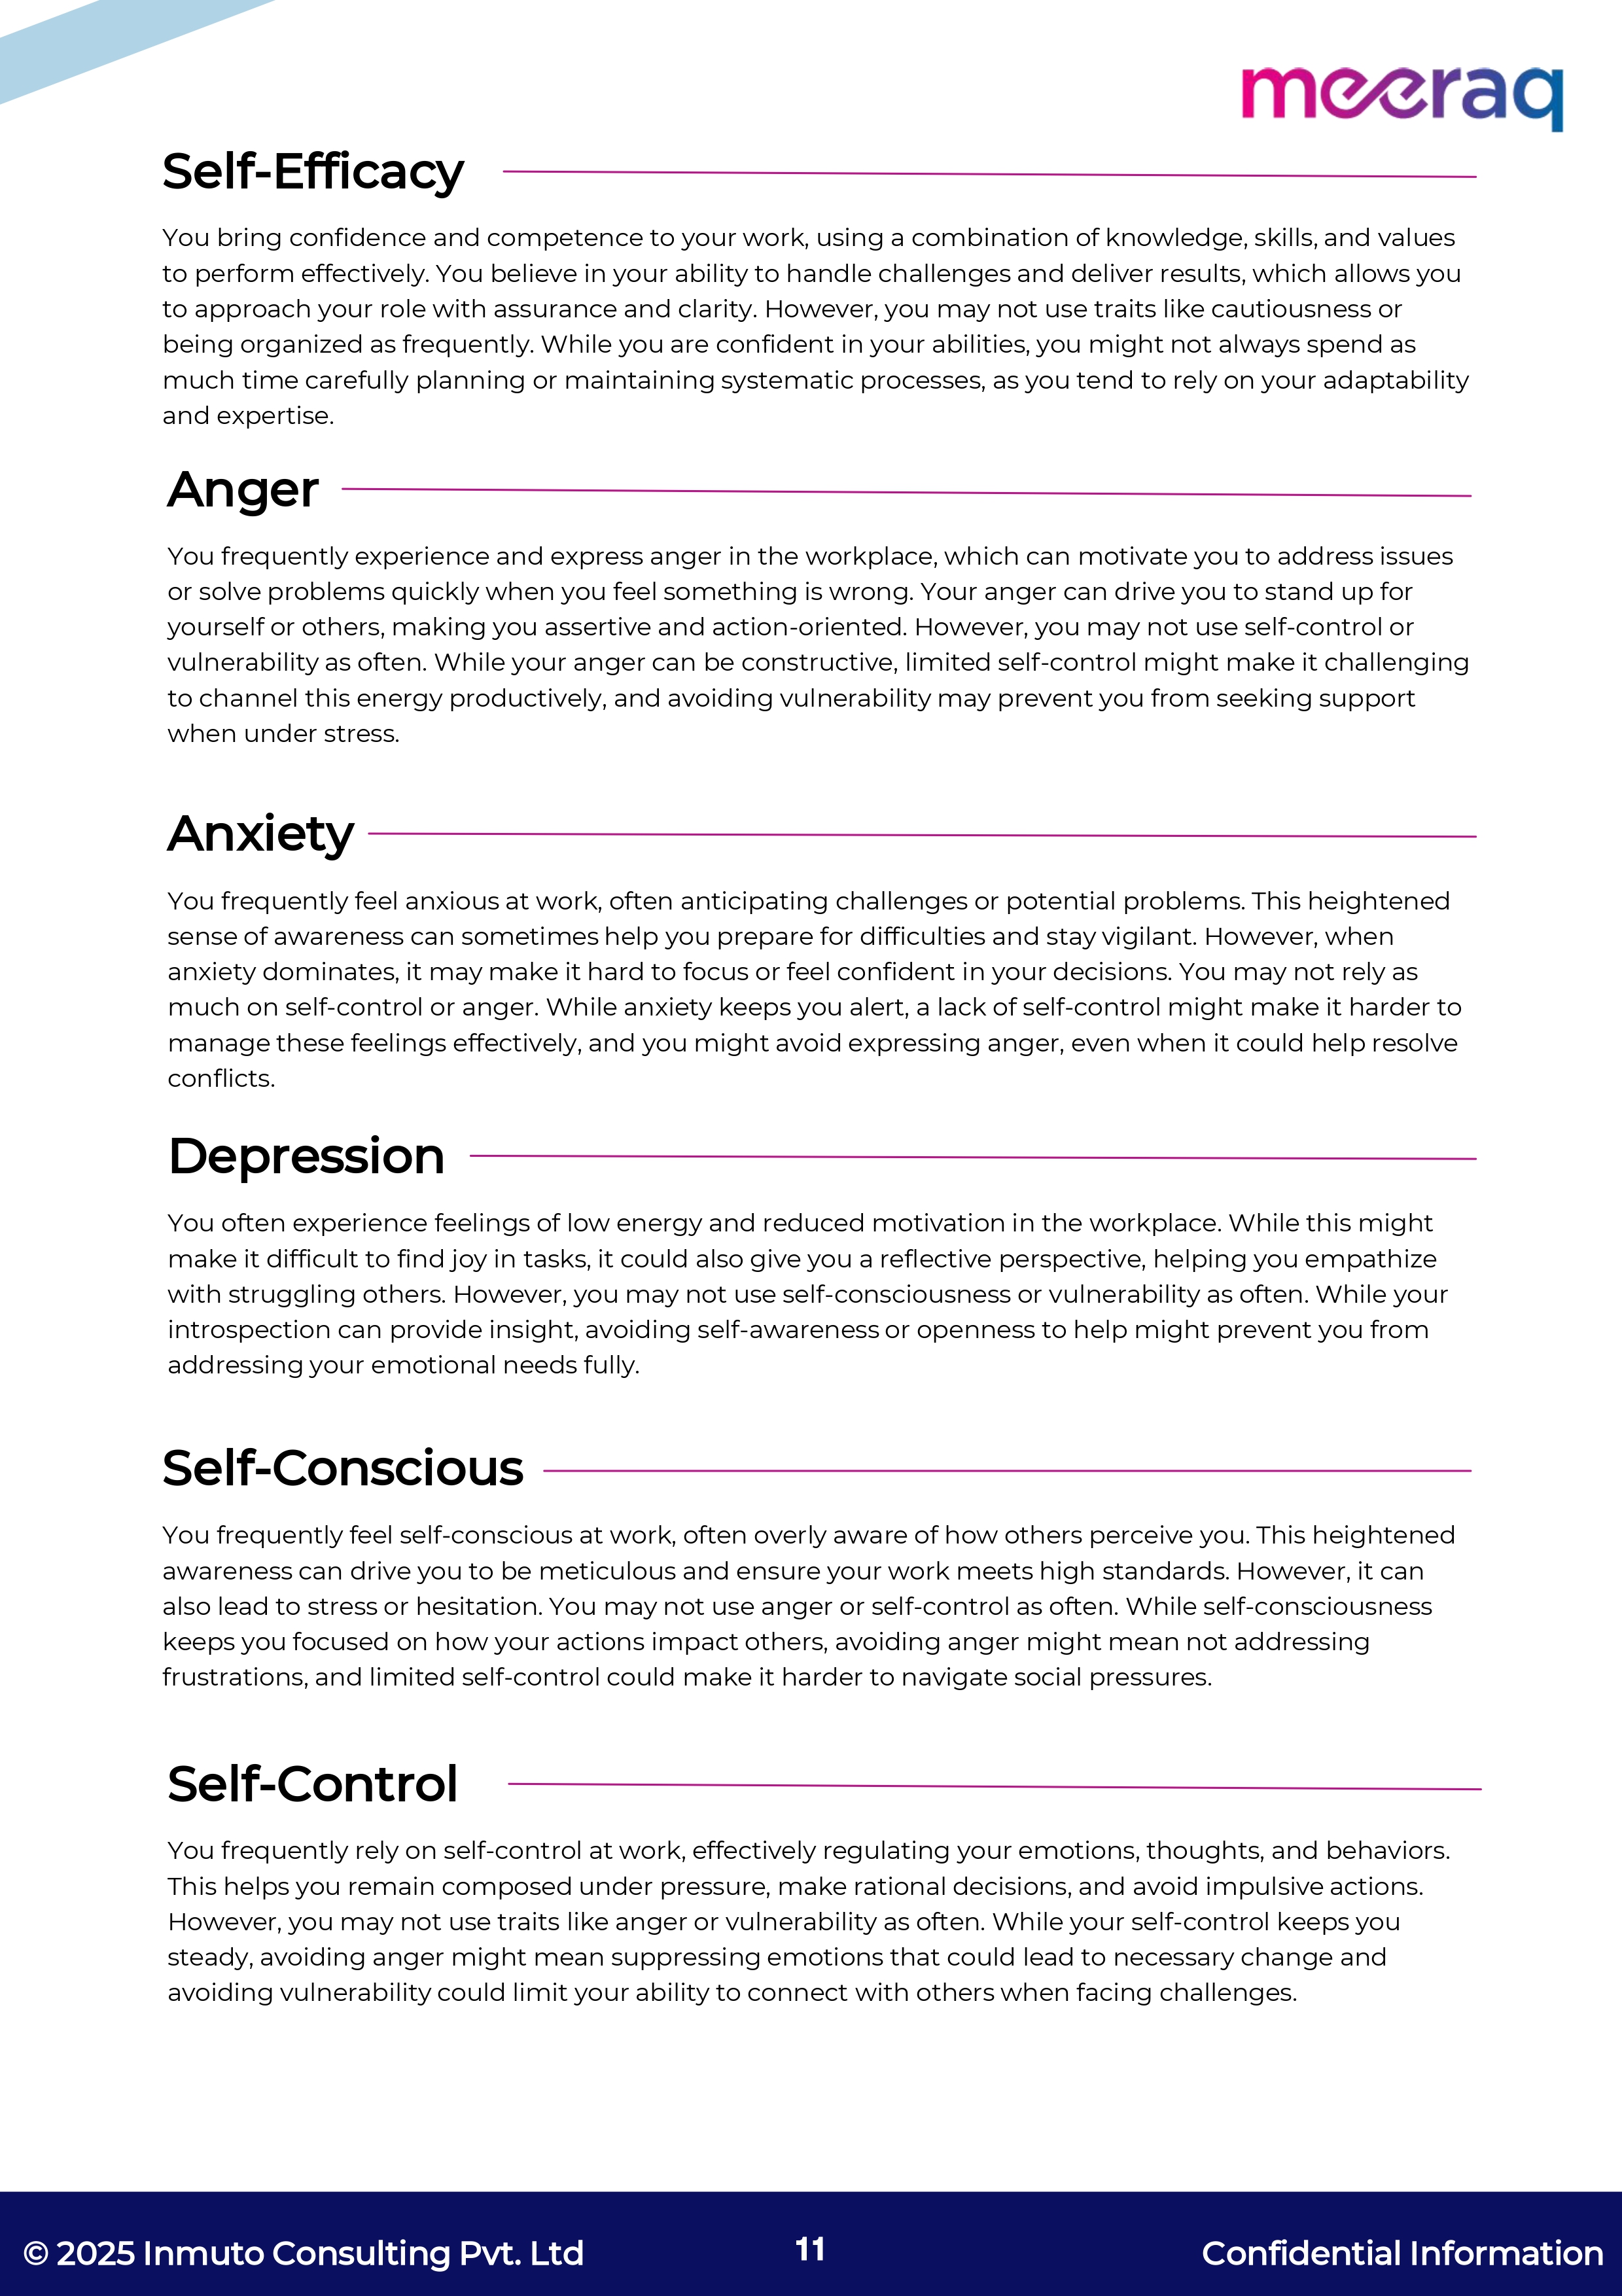 meeraq
Self-Efficacy
You bring confidence and competence to your work, using a combination of knowledge, skills, and values
to perform effectively. You believe in your ability to handle challenges and deliver results, which allows you
to approach your role with assurance and clarity. However, you may not use traits like cautiousness or
being organized as frequently. While you are confident in your abilities, you might not always spend as
much time carefully planning or maintaining systematic processes, as you tend to rely on your adaptability
and expertise.
Anger
You frequently experience and express anger in the workplace, which can motivate you to address issues
or solve problems quickly when you feel something is wrong. Your anger can drive you to stand up for
yourself or others, making you assertive and action-oriented. However, you may not use self-control or
vulnerability as often. While your anger can be constructive, limited self-control might make it challenging
to channel this energy productively, and avoiding vulnerability may prevent you from seeking support
when under stress.
Anxiety
You frequently feel anxious at work, often anticipating challenges or potential problems. This heightened
sense of awareness can sometimes help you prepare for difficulties and stay vigilant. However, when
anxiety dominates, it may make it hard to focus or feel confident in your decisions. You may not rely as
much on self-control or anger. While anxiety keeps you alert, a lack of self-control might make it harder to
manage these feelings effectively, and you might avoid expressing anger, even when it could help resolve
conflicts.
Depression
You often experience feelings of low energy and reduced motivation in the workplace. While this might
make it difficult to find joy in tasks, it could also give you a reflective perspective, helping you empathize
with struggling others. However, you may not use self-consciousness or vulnerability as often. While your
introspection can provide insight, avoiding self-awareness or openness to help might prevent you from
addressing your emotional needs fully.
Self-Conscious
You frequently feel self-conscious at work, often overly aware of how others perceive you. This heightened
awareness can drive you to be meticulous and ensure your work meets high standards. However, it can
also lead to stress or hesitation. You may not use anger or self-control as often. While self-consciousness
keeps you focused on how your actions impact others, avoiding anger might mean not addressing
frustrations, and limited self-control could make it harder to navigate social pressures.
Self-Control
You frequently rely on self-control at work, effectively regulating your emotions, thoughts, and behaviors.
This helps you remain composed under pressure, make rational decisions, and avoid impulsive actions.
However, you may not use traits like anger or vulnerability as often. While your self-control keeps you
steady, avoiding anger might mean suppressing emotions that could lead to necessary change and
avoiding vulnerability could limit your ability to connect with others when facing challenges.
© 2025 Inmuto Consulting Pvt. Ltd
11
Confidential Information